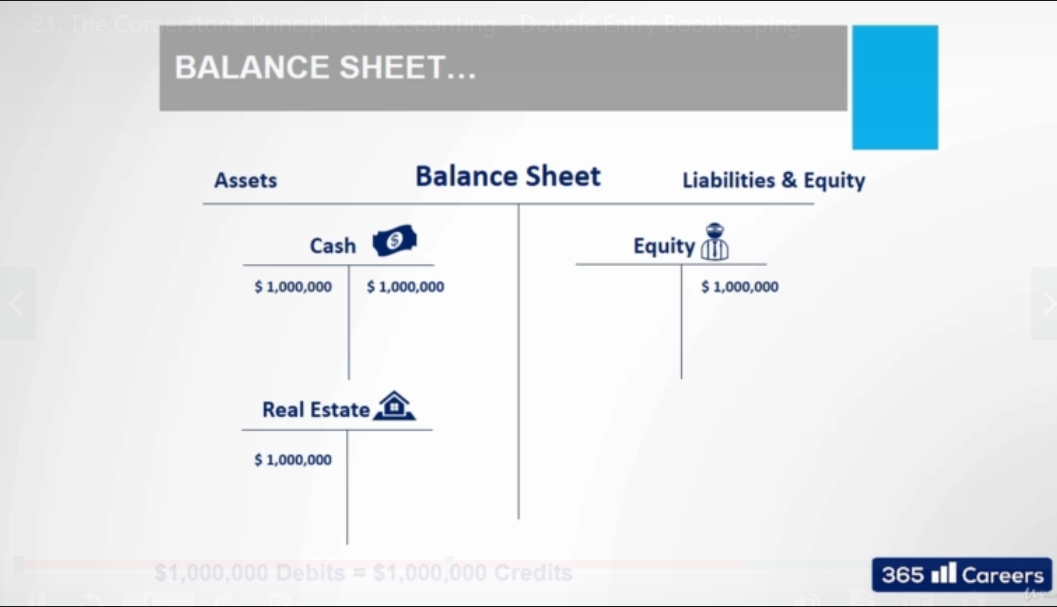 21. The Cornerstone Principle of Accounting - Double Entry Bookkeeping
BALANCE SHEET...
Assets
Balance Sheet
Liabilities & Equity
Cash
Equity
$ 1,000,000
$ 1,000,000
$ 1,000,000
Real Estate
$ 1,000,000
$1,000,000 Debits = $1,000,000 Credits
365 Careers